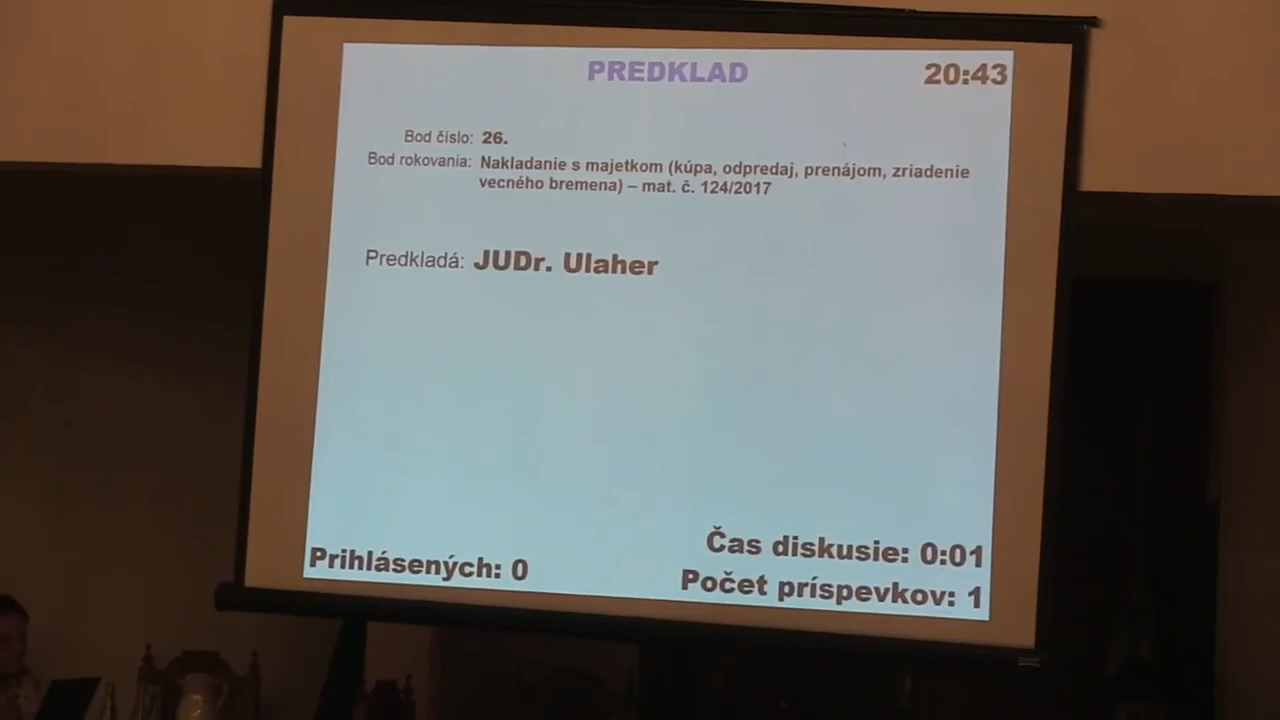 PREDKLAD
20:43
Bod číslo: 26.
Bod rokovania: Nakladanie s majetkom (kúpa, odpredaj, prenájom, zriadenie
vecného bremena) – mat. č. 124/2017
Predkladá: JUDr. Ulaher
Čas diskusie: 0:01
Prihlásených: 0
Počet príspevkov: 1